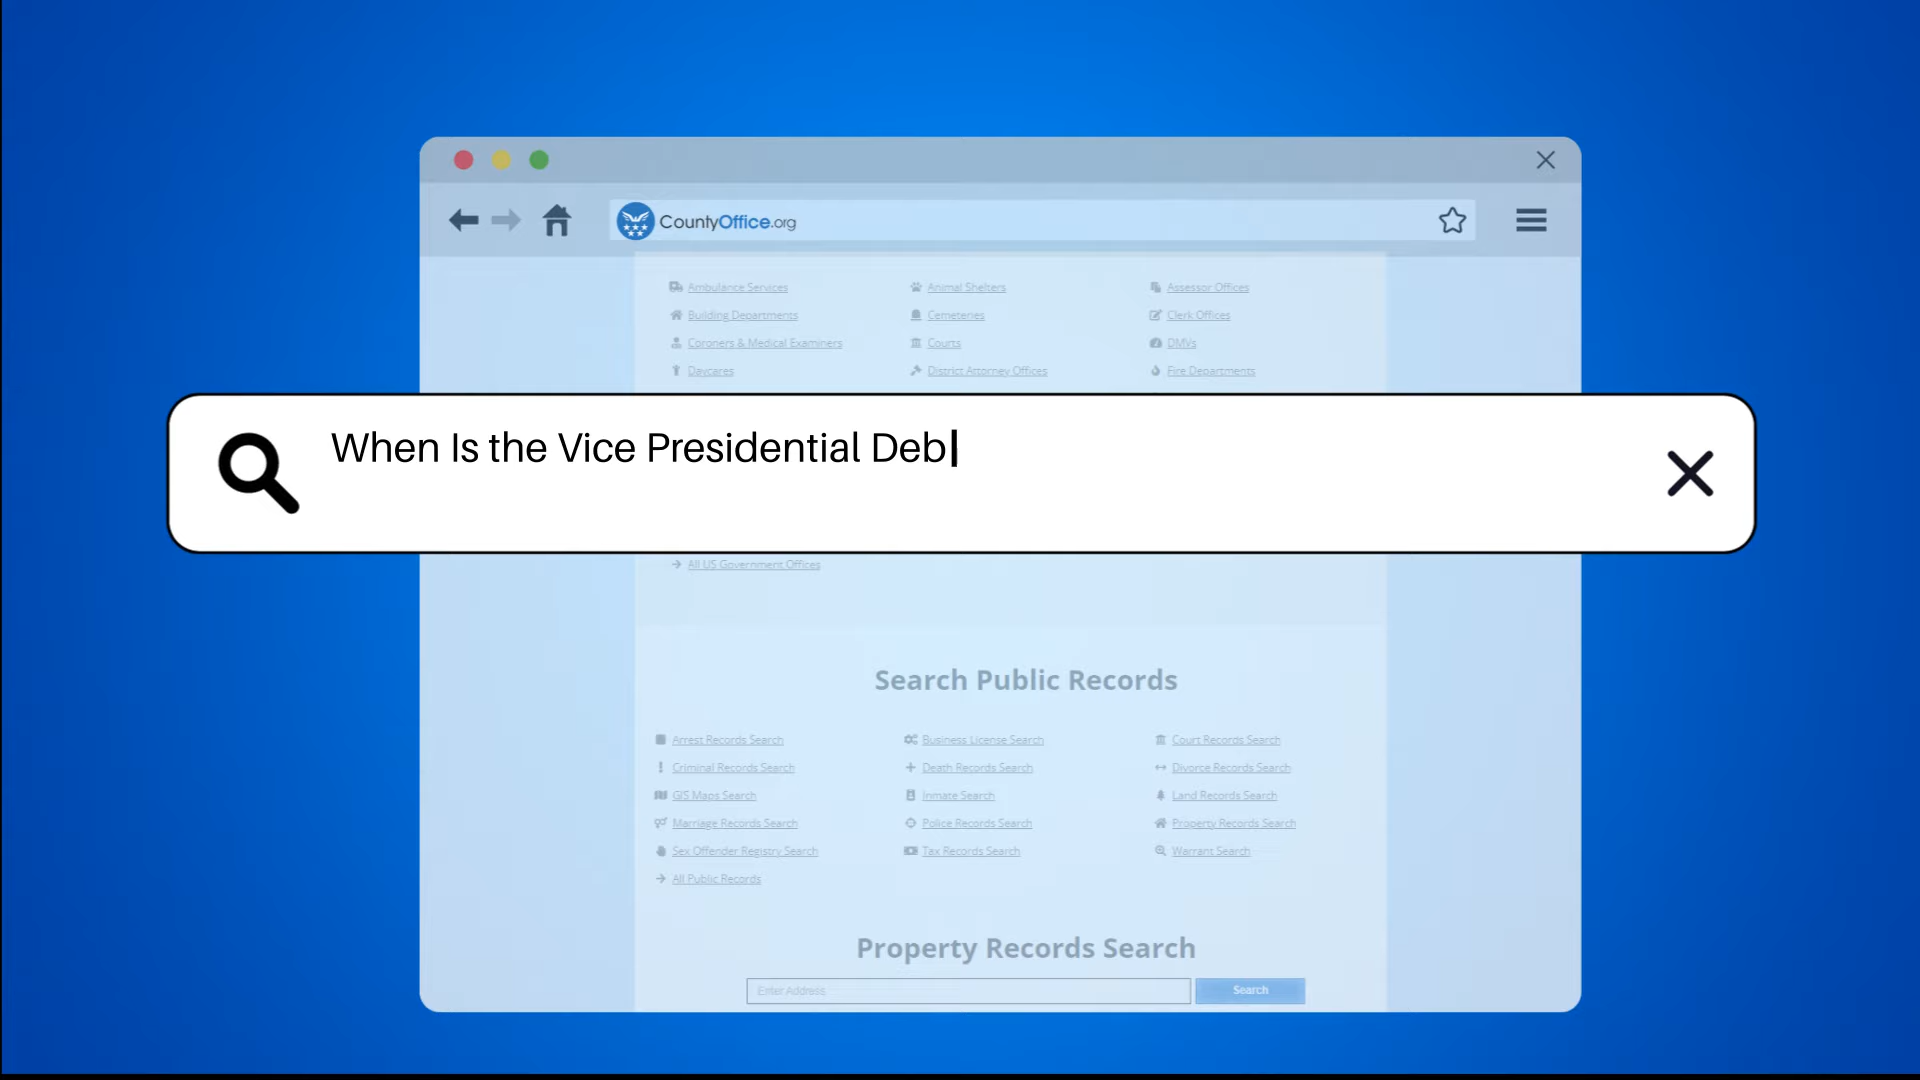 CountyOffice.org
Ambulance Services Animal Shelters Assessor Offices
Building Departments Cemeteries Clerk Offices
Coroners & Medical Examiners Courts DMVs
Daycares District Attorney Offices Fire Departments
When Is the Vice Presidential Deb
All US Government Offices
Search Public Records
Arrest Records Search Business License Search Court Records Search
Criminal Records Search Death Records Search Divorce Records Search
GIS Maps Search Inmate Search Land Records Search
Marriage Records Search Police Records Search Property Records Search
Sex Offender Registry Search Tax Records Search Warrant Search
All Public Records
Property Records Search
Enter Address Search